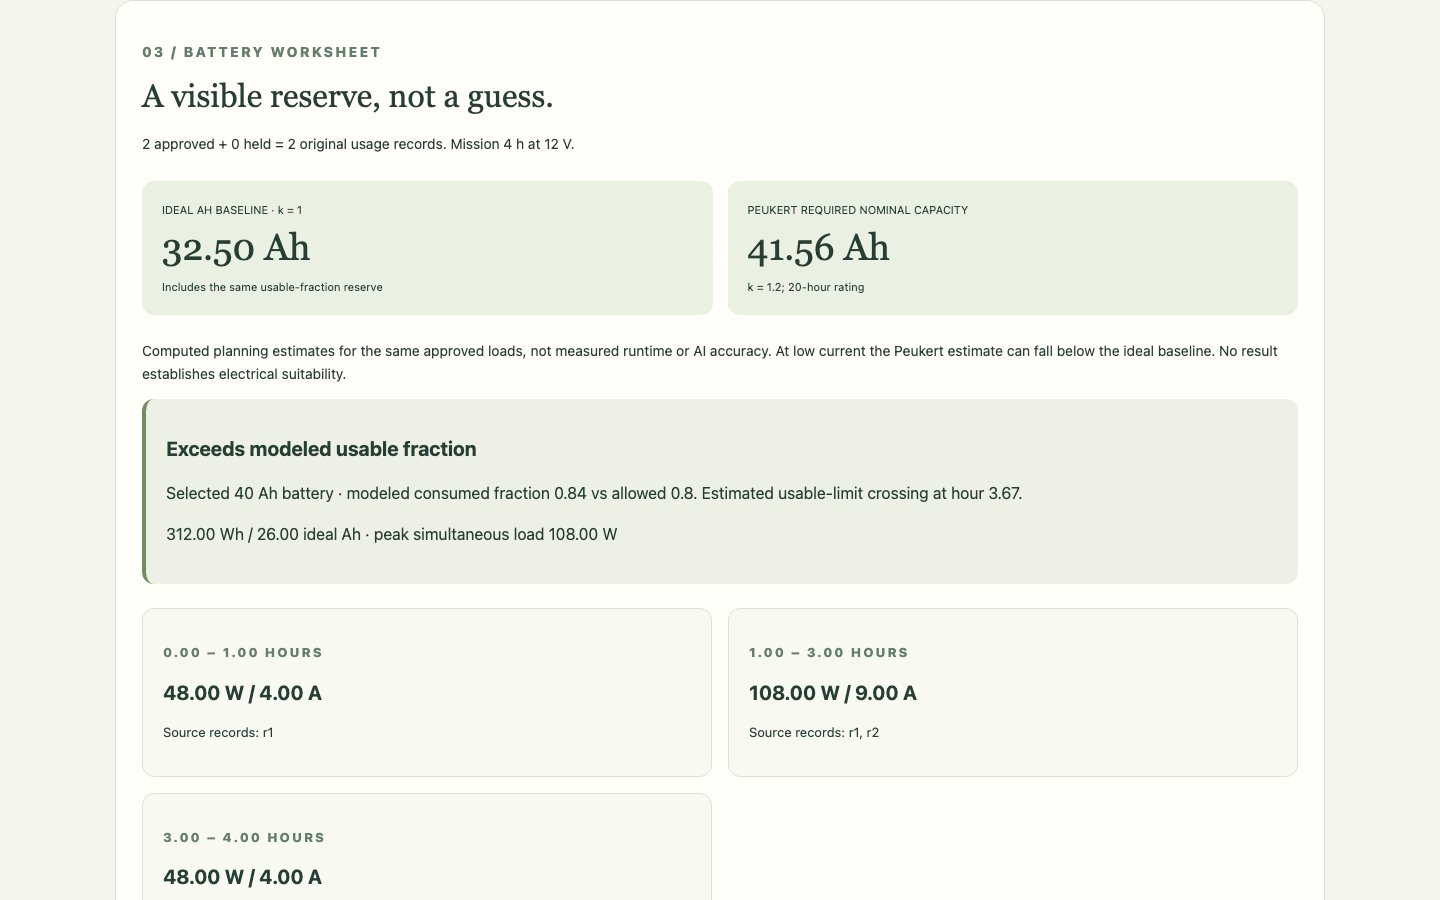 03 / BATTERY WORKSHEET
A visible reserve, not a guess.
2 approved + 0 held = 2 original usage records. Mission 4 h at 12 V.
IDEAL AH BASELINE · k = 1
32.50 Ah
Includes the same usable-fraction reserve
PEUKERT REQUIRED NOMINAL CAPACITY
41.56 Ah
k = 1.2; 20-hour rating
Computed planning estimates for the same approved loads, not measured runtime or AI accuracy. At low current the Peukert estimate can fall below the ideal baseline. No result
establishes electrical suitability.
Exceeds modeled usable fraction
Selected 40 Ah battery · modeled consumed fraction 0.84 vs allowed 0.8. Estimated usable-limit crossing at hour 3.67.
312.00 Wh / 26.00 ideal Ah · peak simultaneous load 108.00 W
0.00 – 1.00 HOURS
48.00 W / 4.00 A
Source records: r1
1.00 – 3.00 HOURS
108.00 W / 9.00 A
Source records: r1, r2
3.00 – 4.00 HOURS
48.00 W / 4.00 A